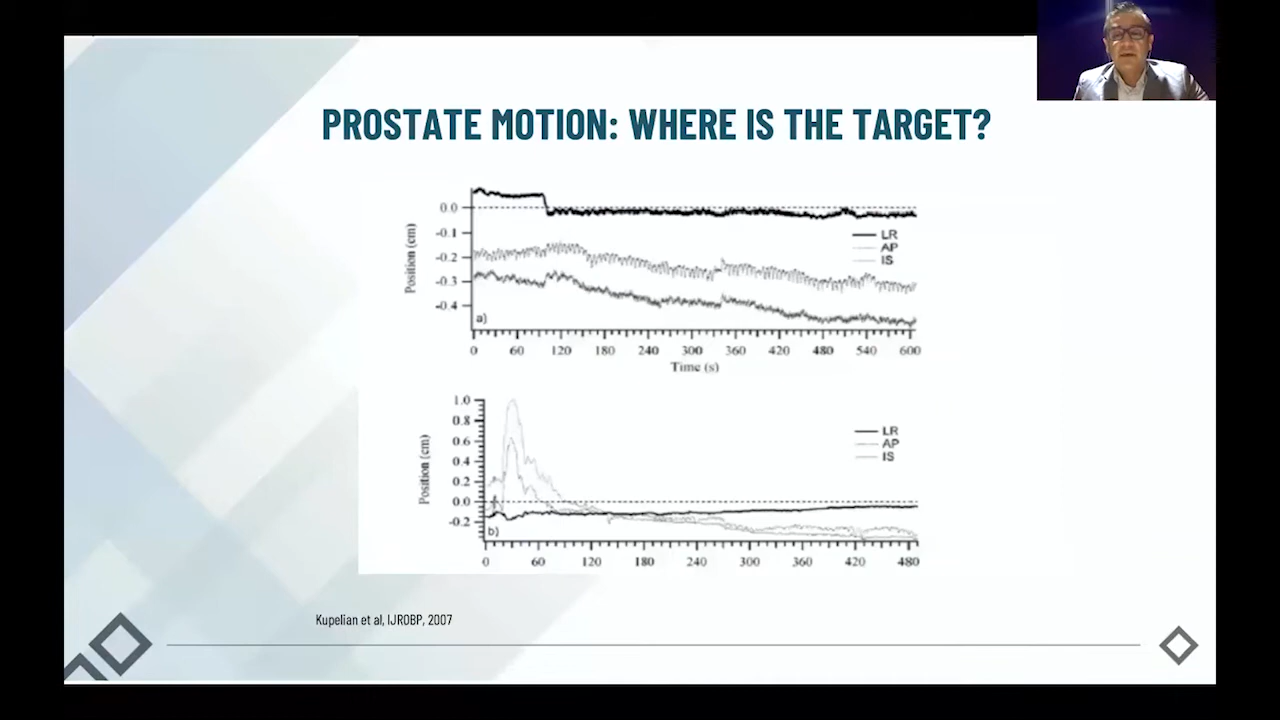 PROSTATE MOTION: WHERE IS THE TARGET?
0.0
-0.1
-0.2
-0.3
-0.4
Position (cm)
LR
AP
IS
a)
0 60 120 180 240 300 360 420 480 540 600
Time (s)
1.0
0.8
0.6
0.4
0.2
0.0
-0.2
Position (cm)
LR
AP
IS
b)
0 60 120 180 240 300 360 420 480
Kupelian et al, IJROBP, 2007